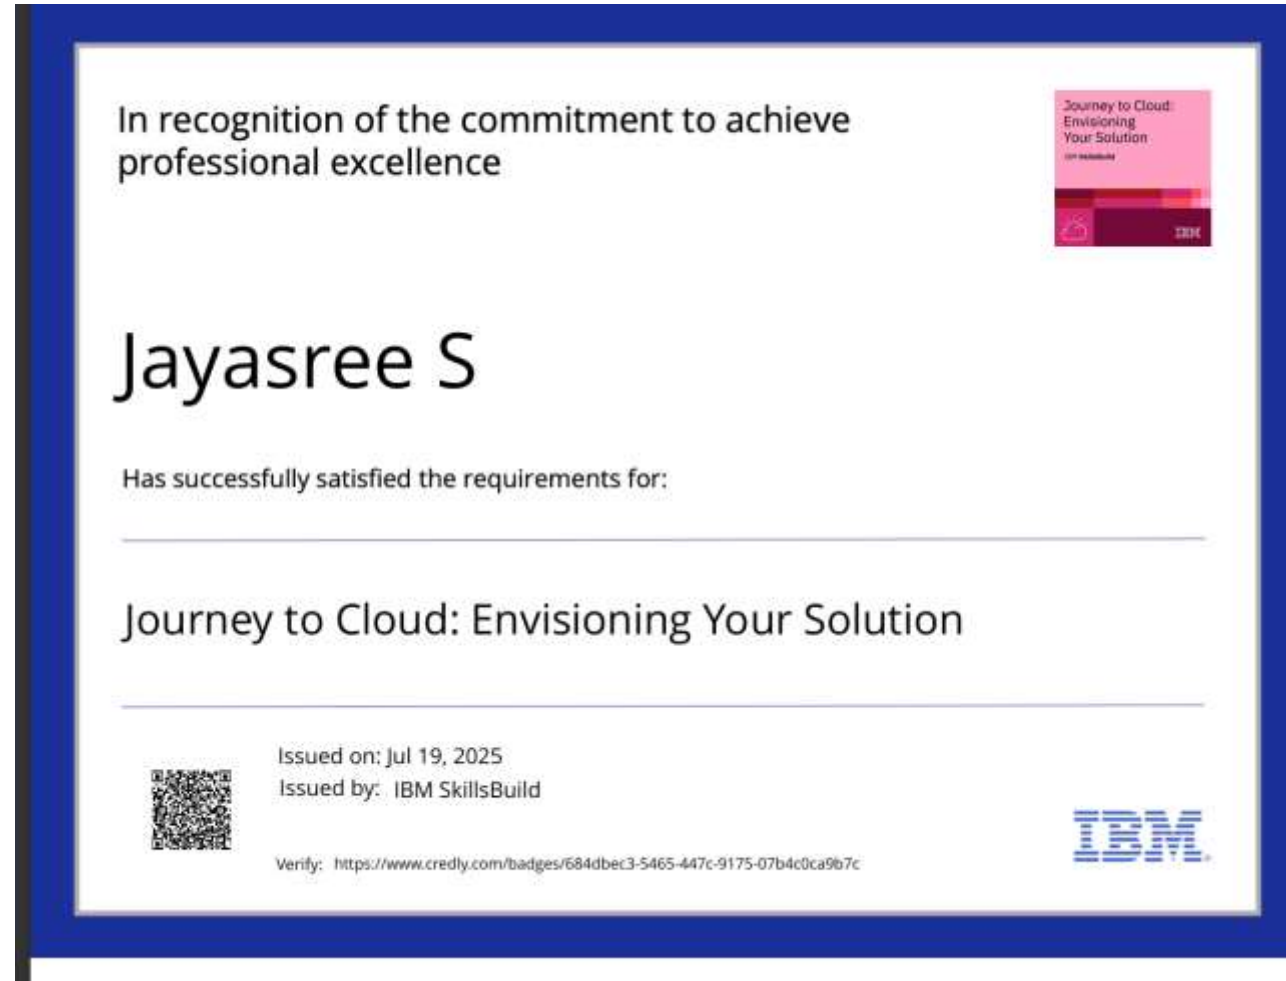 In recognition of the commitment to achieve
professional excellence
Journey to Cloud:
Envisioning
Your Solution
IBM SkillsBuild
IBM
Jayasree S
Has successfully satisfied the requirements for:
Journey to Cloud: Envisioning Your Solution
Issued on: Jul 19, 2025
Issued by: IBM SkillsBuild
Verify: https://www.credly.com/badges/684dbec3-5465-447c-9175-07b4c0ca9b7c
IBM